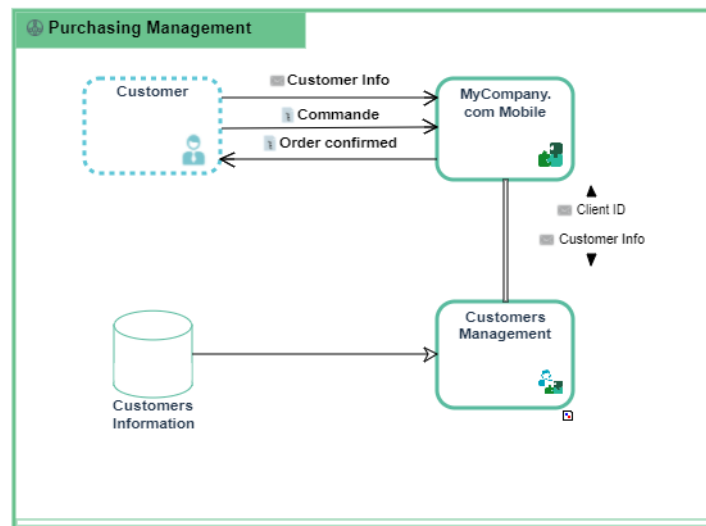 Purchasing Management
Customer
Customer Info
Commande
Order confirmed
MyCompany.
com Mobile
Client ID
Customer Info
Customers
Management
Customers
Information